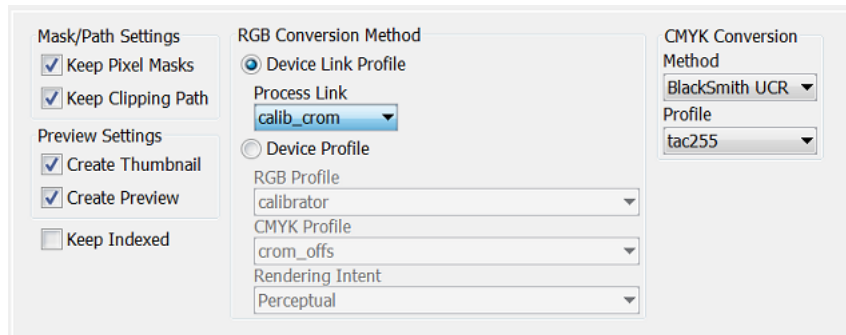 Mask/Path Settings
Keep Pixel Masks
Keep Clipping Path
Preview Settings
Create Thumbnail
Create Preview
Keep Indexed
RGB Conversion Method
Device Link Profile
Process Link
calib_crom
Device Profile
RGB Profile
calibrator
CMYK Profile
crom_offs
Rendering Intent
Perceptual
CMYK Conversion
Method
BlackSmith UCR
Profile
tac255